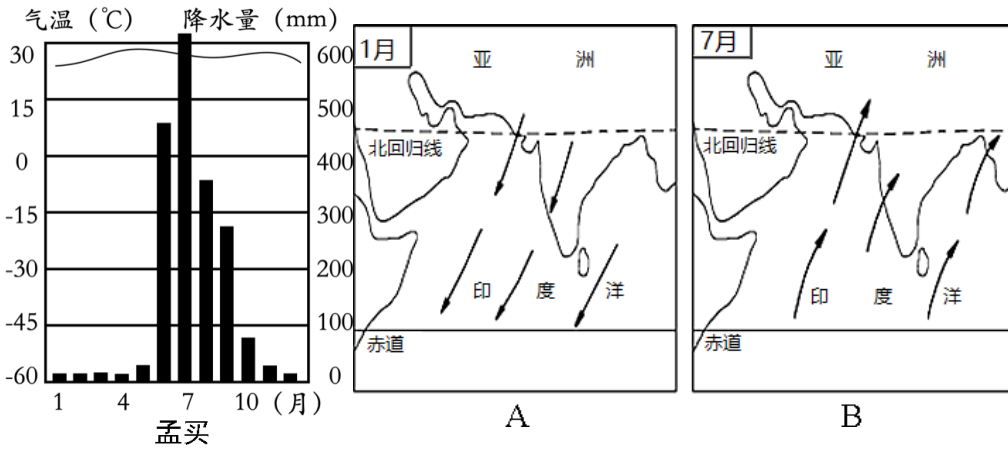 气温（℃） 降水量（mm）
30 600
15 500
0 400
-15 300
-30 200
-45 100
-60 0
1 4 7 10（月）
孟买
1月
亚 洲
北回归线
印 度 洋
赤道
A
7月
亚 洲
北回归线
印 度 洋
赤道
B